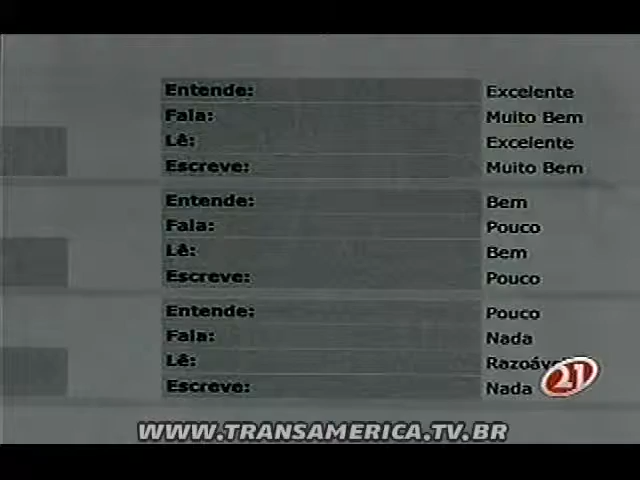 Entende: Excelente
Fala: Muito Bem
Lê: Excelente
Escreve: Muito Bem
Entende: Bem
Fala: Pouco
Lê: Bem
Escreve: Pouco
Entende: Pouco
Fala: Nada
Lê: Razoável
Escreve: Nada
21
WWW.TRANSAMERICA.TV.BR